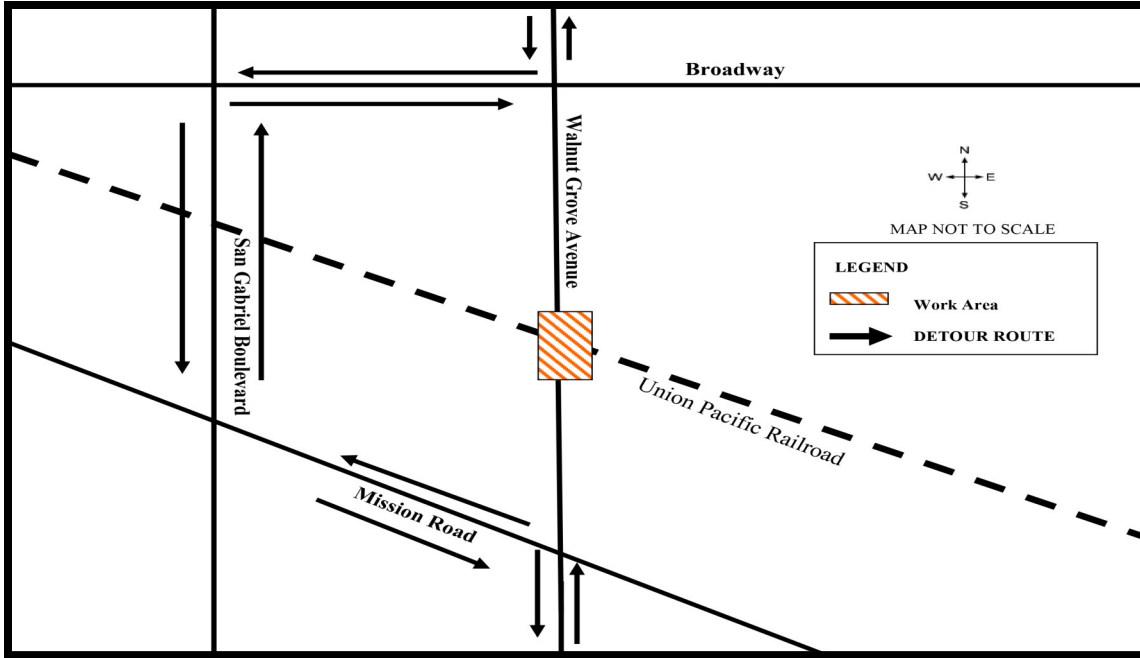 Broadway
Walnut Grove Avenue
N
W E
S
MAP NOT TO SCALE
San Gabriel Boulevard
LEGEND
Work Area
DETOUR ROUTE
Union Pacific Railroad
Mission Road